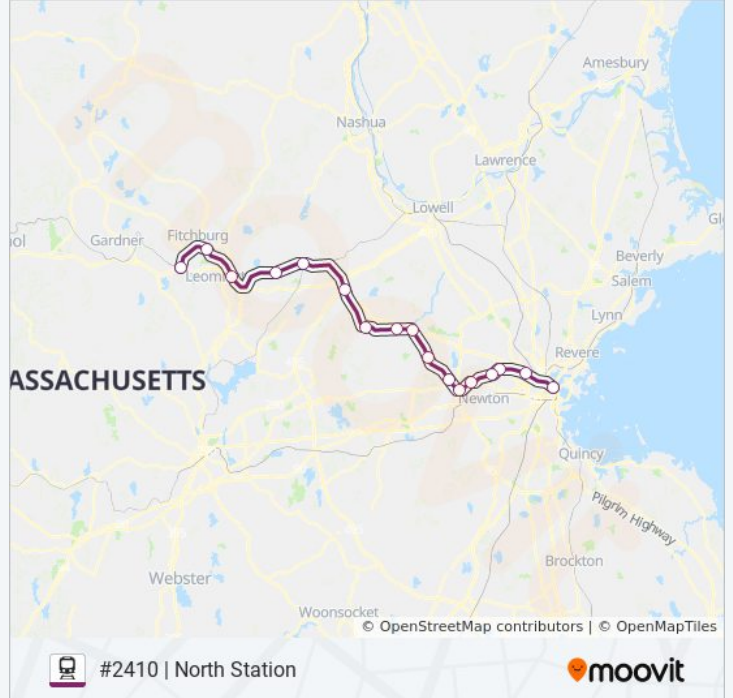 Amesbury
Nashua
Lawrence
Lowell
Gl
Fitchburg
ol
Gardner
Beverly
Leom
Salem
Lynn
Revere
ASSACHUSETTS
Newton
Quincy
Pilgrim Highway
Brockton
Webster
Woonsocket
© OpenStreetMap contributors | © OpenMapTiles
#2410 | North Station
moovit